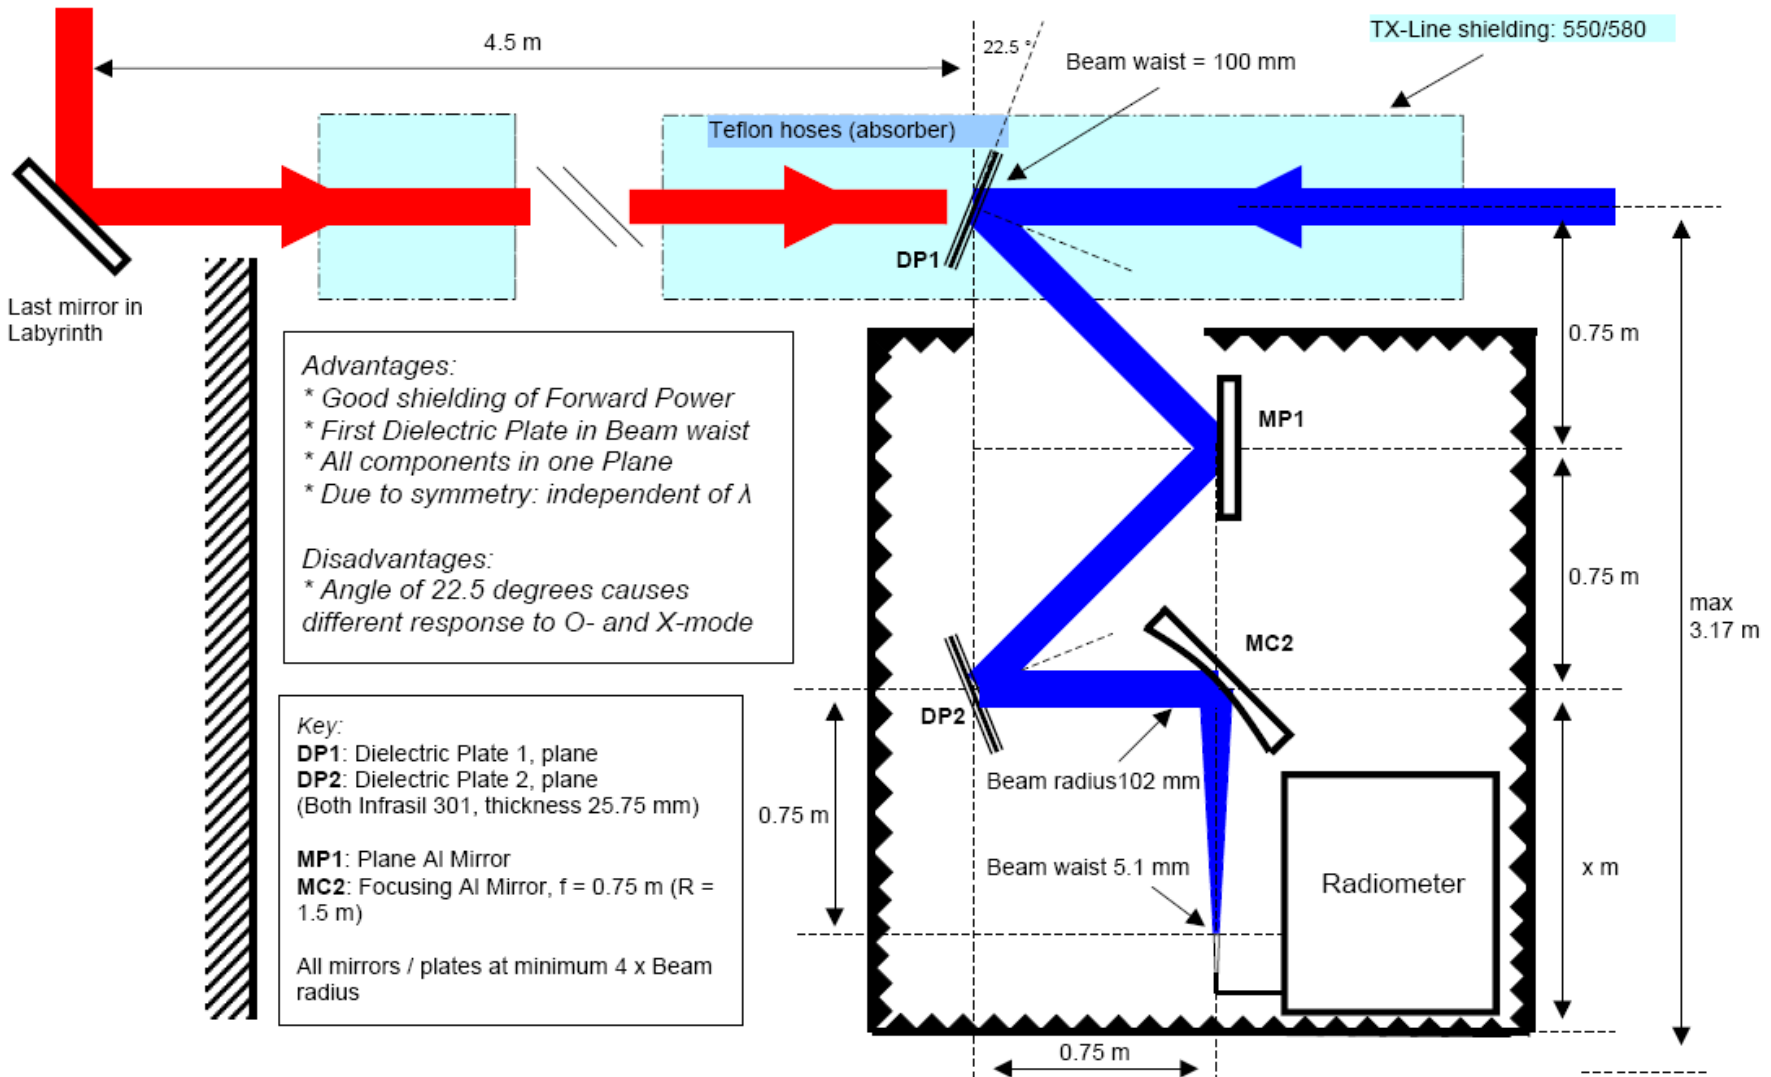 4.5 m
22.5 °
TX-Line shielding: 550/580
Beam waist = 100 mm
Teflon hoses (absorber)
DP1
Last mirror in
Labyrinth
0.75 m
Advantages:
* Good shielding of Forward Power
* First Dielectric Plate in Beam waist
* All components in one Plane
* Due to symmetry: independent of λ
Disadvantages:
* Angle of 22.5 degrees causes
different response to O- and X-mode
MP1
0.75 m
max
3.17 m
MC2
DP2
Key:
DP1: Dielectric Plate 1, plane
DP2: Dielectric Plate 2, plane
(Both Infrasil 301, thickness 25.75 mm)
MP1: Plane Al Mirror
MC2: Focusing Al Mirror, f = 0.75 m (R =
1.5 m)
All mirrors / plates at minimum 4 x Beam
radius
Beam radius102 mm
0.75 m
Beam waist 5.1 mm
Radiometer
x m
0.75 m